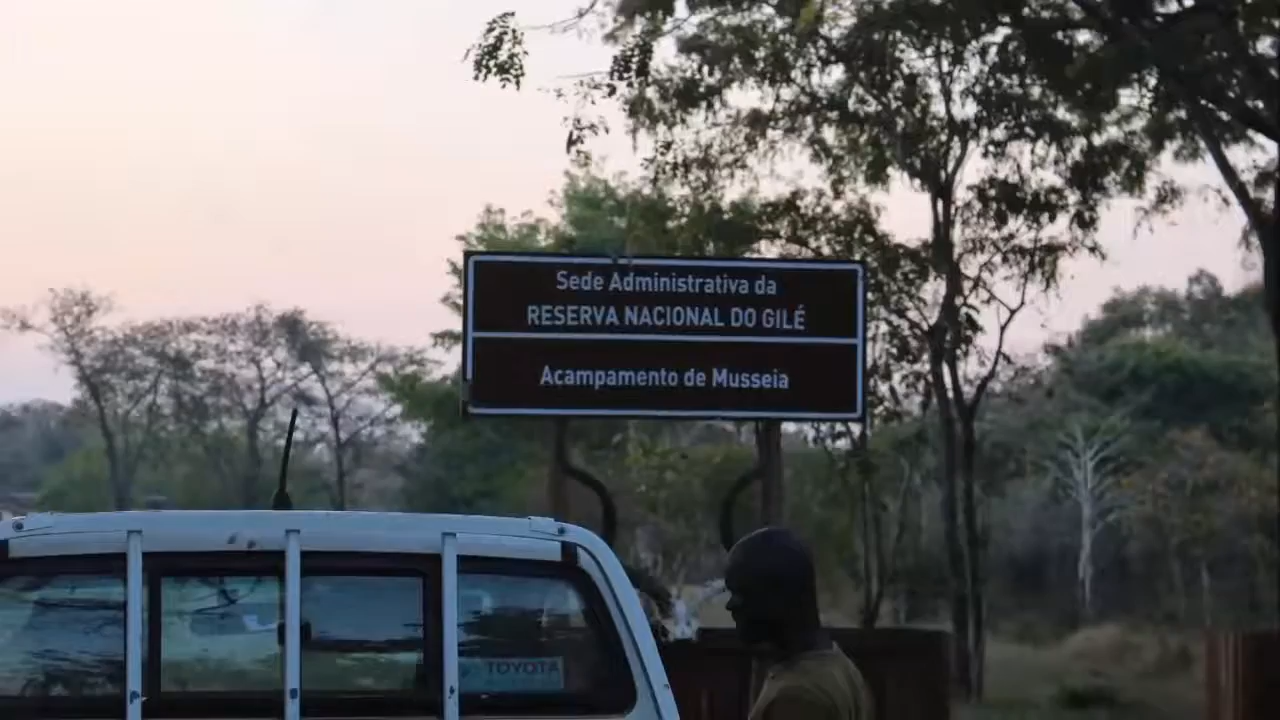 Sede Administrativa da
RESERVA NACIONAL DO GILÉ
Acampamento de Musseia
TOYOTA